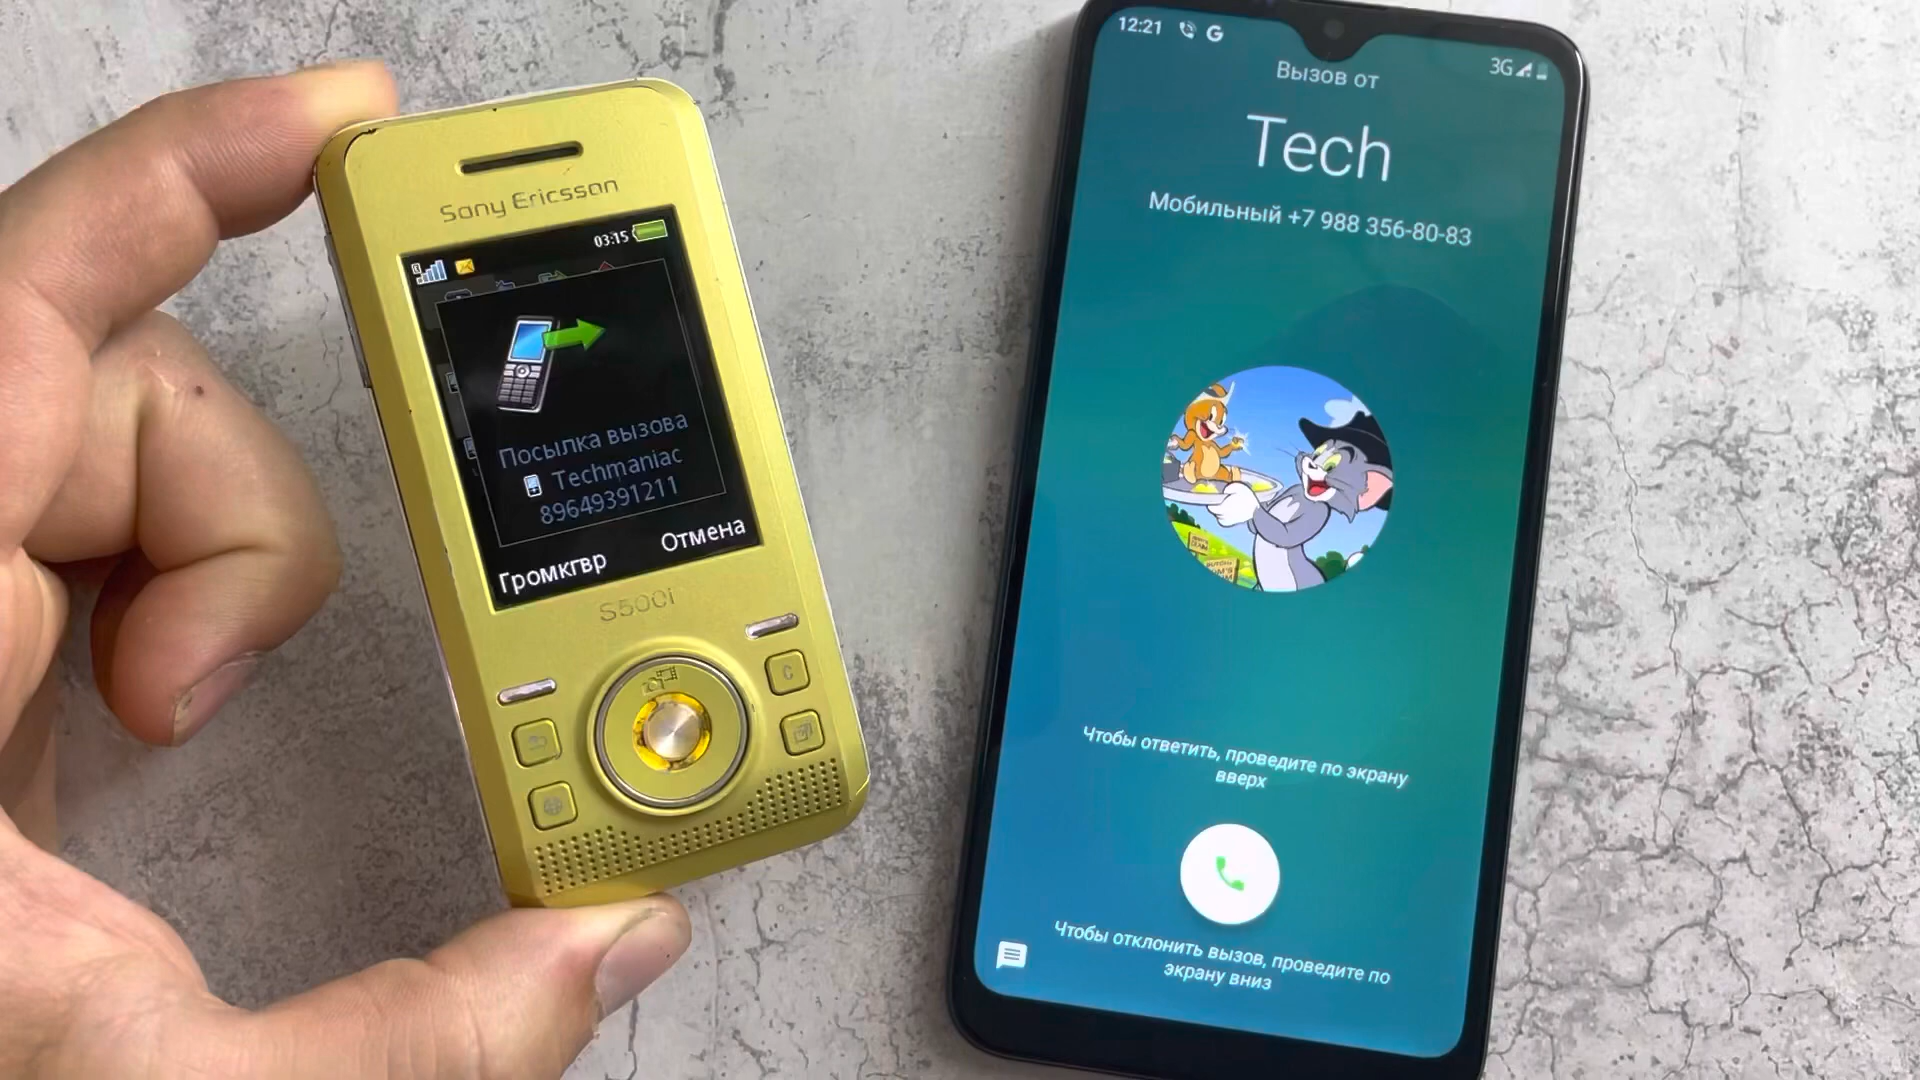 Sony Ericsson
03:15
Посылка вызова
Techmaniac
89649391211
Громкгвр
Отмена
S500i
C
12:21
G
3G
Вызов от
Tech
Мобильный +7 988 356-80-83
Чтобы ответить, проведите по экрану
вверх
Чтобы отклонить вызов, проведите по
экрану вниз